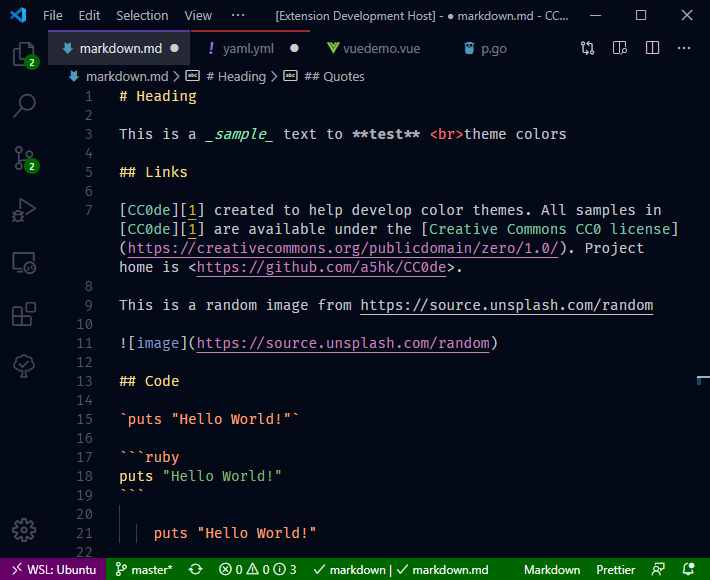 File Edit Selection View ··· [Extension Development Host] - ● markdown.md - CC...
markdown.md ● ! yaml.yml ● vuedemo.vue p.go ···
markdown.md > abc # Heading > abc ## Quotes
1 # Heading
2
3 This is a _sample_ text to **test** <br>theme colors
4
5 ## Links
6
7 [CC0de][1] created to help develop color themes. All samples in
[CC0de][1] are available under the [Creative Commons CC0 license]
(https://creativecommons.org/publicdomain/zero/1.0/). Project
home is <https://github.com/a5hk/CC0de>.
8
9 This is a random image from https://source.unsplash.com/random
10
11 ![image](https://source.unsplash.com/random)
12
13 ## Code
14
15 `puts "Hello World!"`
16
17 ```ruby
18 puts "Hello World!"
19 ```
20
21 puts "Hello World!"
22
2
2
WSL: Ubuntu master* 0 0 3 markdown | markdown.md Markdown Prettier